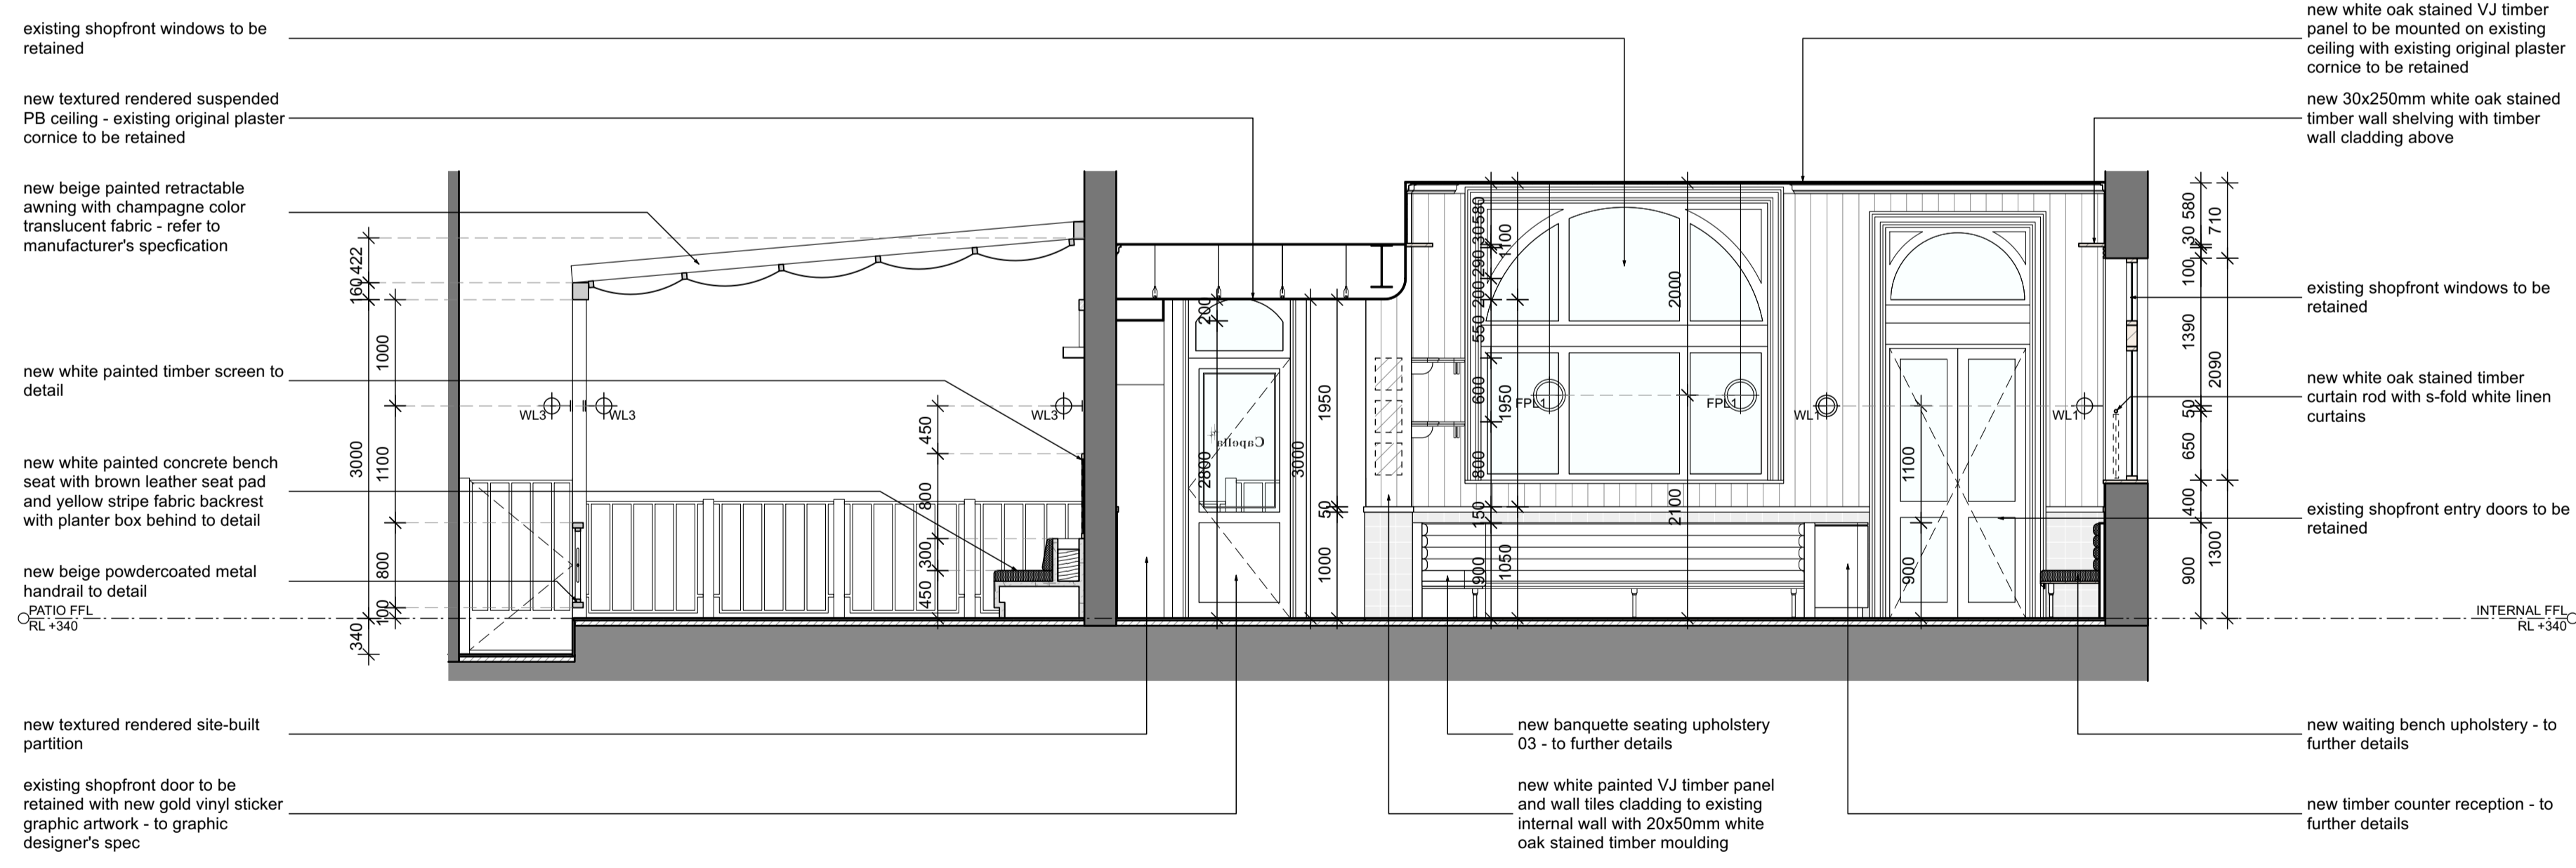 existing shopfront windows to be
retained
new textured rendered suspended
PB ceiling - existing original plaster
cornice to be retained
new beige painted retractable
awning with champagne color
translucent fabric - refer to
manufacturer's specfication
new white painted timber screen to
detail
new white painted concrete bench
seat with brown leather seat pad
and yellow stripe fabric backrest
with planter box behind to detail
new beige powdercoated metal
handrail to detail
PATIO FFL
RL +340
new textured rendered site-built
partition
existing shopfront door to be
retained with new gold vinyl sticker
graphic artwork - to graphic
designer's spec
422
160
3000
340
1000
1100
800
100
WL3
WL3
WL3
450
800
300
450
200
2800
Capella
3000
1950
50
1000
580
30
290
200
550
600
800
150
900
1100
1950
1050
2000
2100
FPL1
FPL1
WL1
WL1
1100
900
580
30
100
1390
50
650
400
900
710
2090
1300
new banquette seating upholstery
03 - to further details
new white painted VJ timber panel
and wall tiles cladding to existing
internal wall with 20x50mm white
oak stained timber moulding
new white oak stained VJ timber
panel to be mounted on existing
ceiling with existing original plaster
cornice to be retained
new 30x250mm white oak stained
timber wall shelving with timber
wall cladding above
existing shopfront windows to be
retained
new white oak stained timber
curtain rod with s-fold white linen
curtains
existing shopfront entry doors to be
retained
INTERNAL FFL
RL +340
new waiting bench upholstery - to
further details
new timber counter reception - to
further details